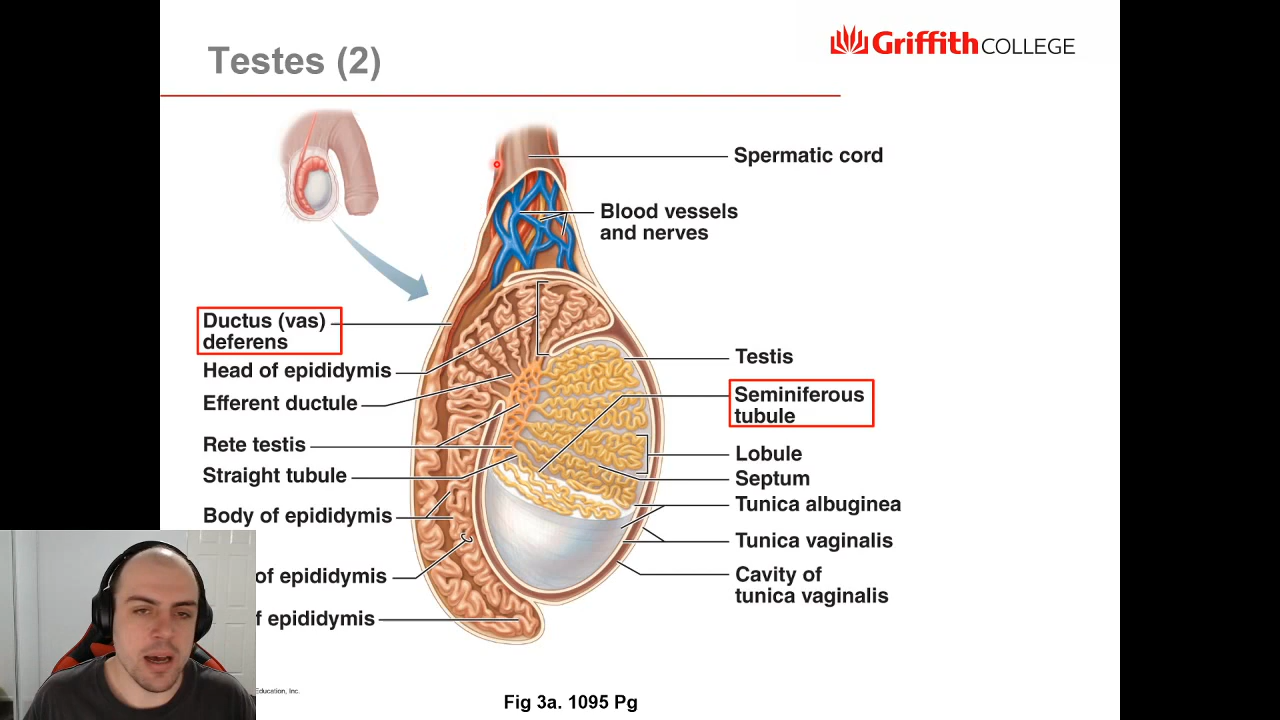 Testes (2)
Griffith COLLEGE
Spermatic cord
Blood vessels
and nerves
Ductus (vas)
deferens
Head of epididymis
Efferent ductule
Rete testis
Straight tubule
Body of epididymis
of epididymis
epididymis
Testis
Seminiferous
tubule
Lobule
Septum
Tunica albuginea
Tunica vaginalis
Cavity of
tunica vaginalis
Education, Inc.
Fig 3a. 1095 Pg